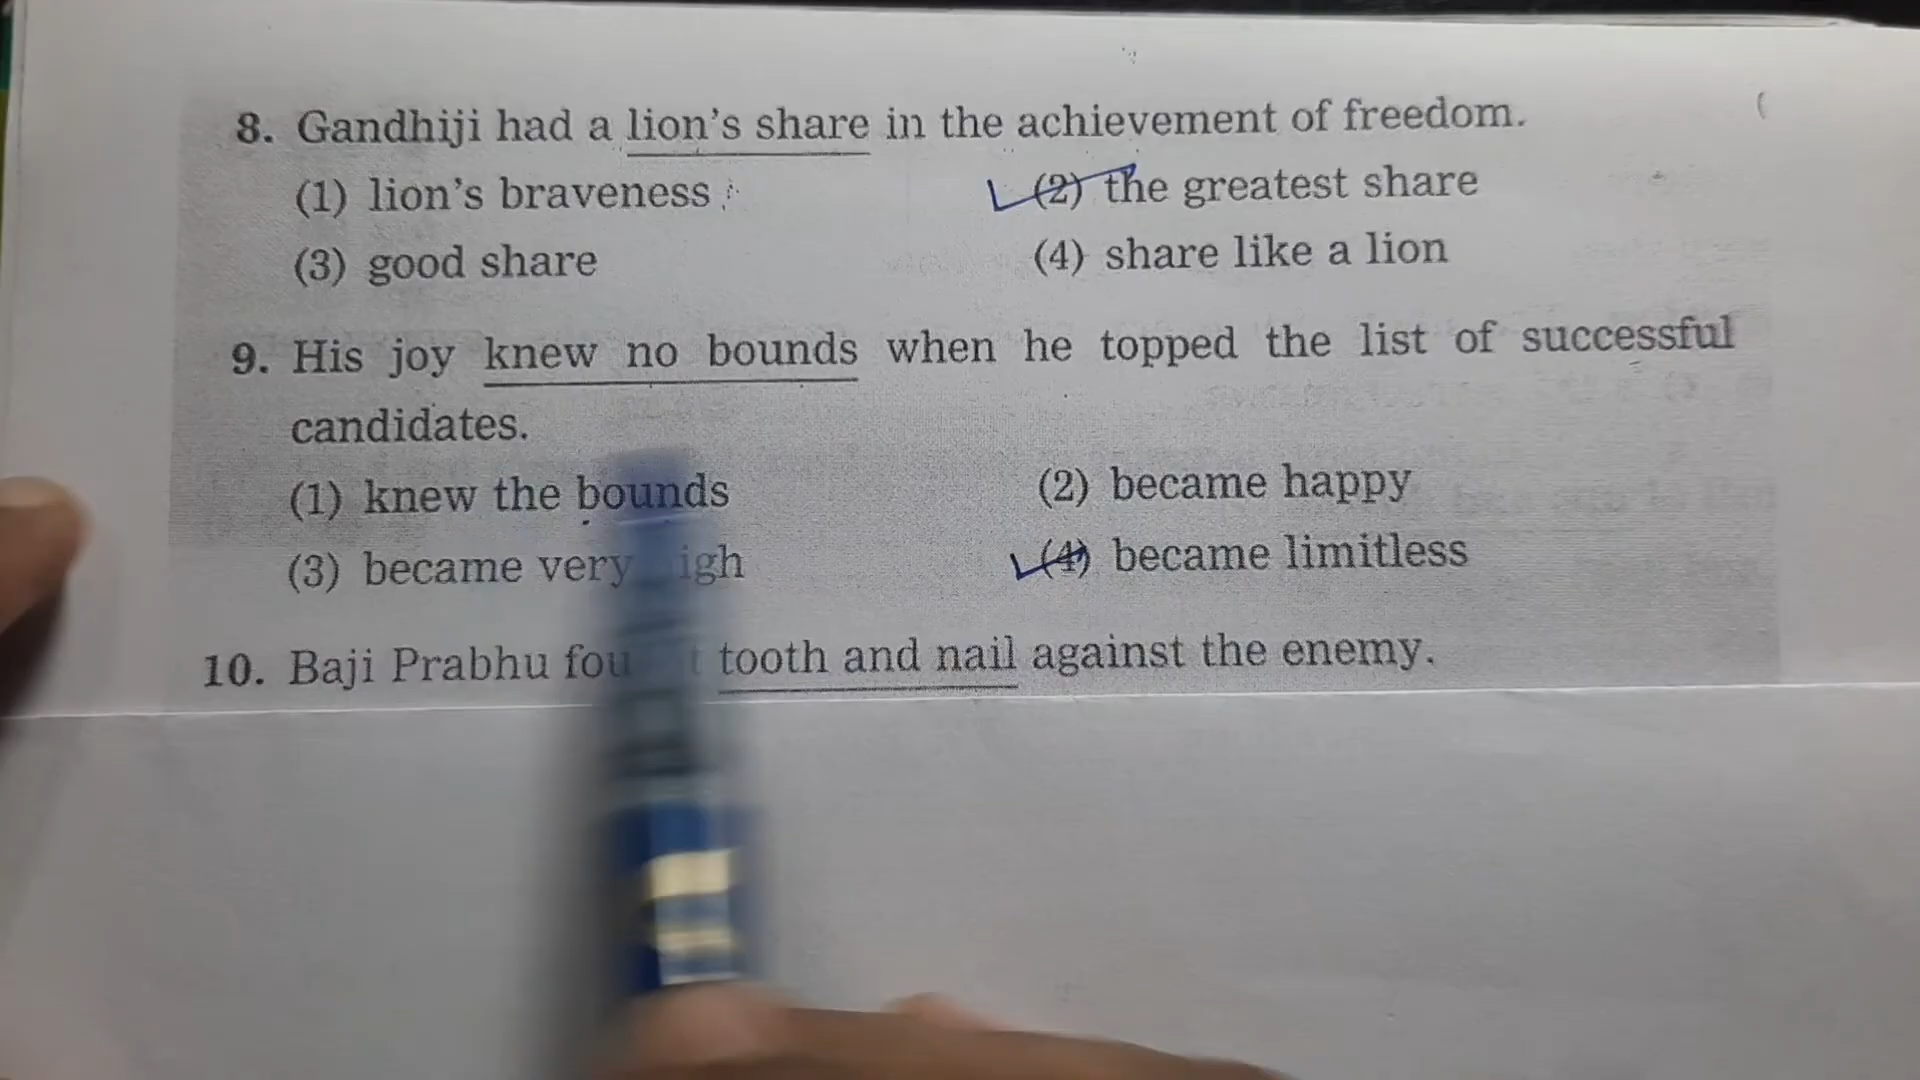 8. Gandhiji had a lion's share in the achievement of freedom.
(1) lion's braveness (2) the greatest share
(3) good share (4) share like a lion
9. His joy knew no bounds when he topped the list of successful
candidates.
(1) knew the bounds (2) became happy
(3) became very (4) became limitless
10. Baji Prabhu tooth and nail against the enemy.